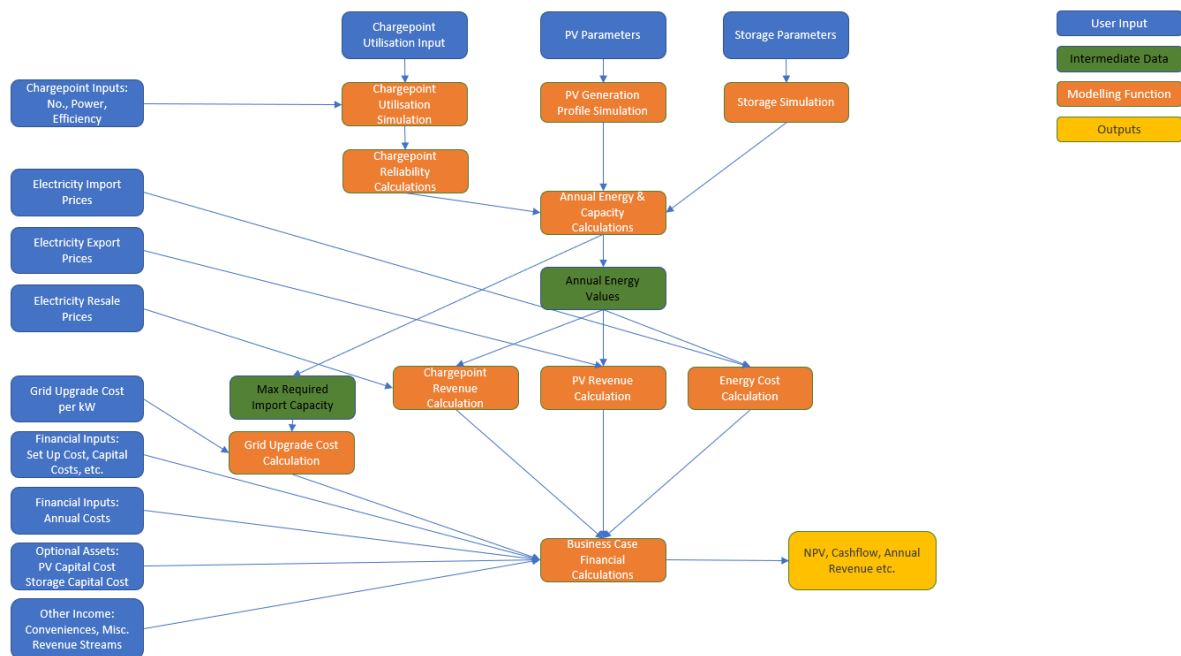 Chargepoint
Utilisation Input
PV Parameters
Storage Parameters
User Input
Intermediate Data
Modelling Function
Outputs
Chargepoint Inputs:
No., Power,
Efficiency
Chargepoint
Utilisation
Simulation
PV Generation
Profile Simulation
Storage Simulation
Chargepoint
Reliability
Calculations
Electricity Import
Prices
Annual Energy &
Capacity
Calculations
Electricity Export
Prices
Annual Energy
Values
Electricity Resale
Prices
Grid Upgrade Cost
per kW
Max Required
Import Capacity
Chargepoint
Revenue
Calculation
PV Revenue
Calculation
Energy Cost
Calculation
Financial Inputs:
Set Up Cost, Capital
Costs, etc.
Grid Upgrade Cost
Calculation
Financial Inputs:
Annual Costs
Optional Assets:
PV Capital Cost
Storage Capital Cost
Business Case
Financial
Calculations
NPV, Cashflow, Annual
Revenue etc.
Other Income:
Conveniences, Misc.
Revenue Streams